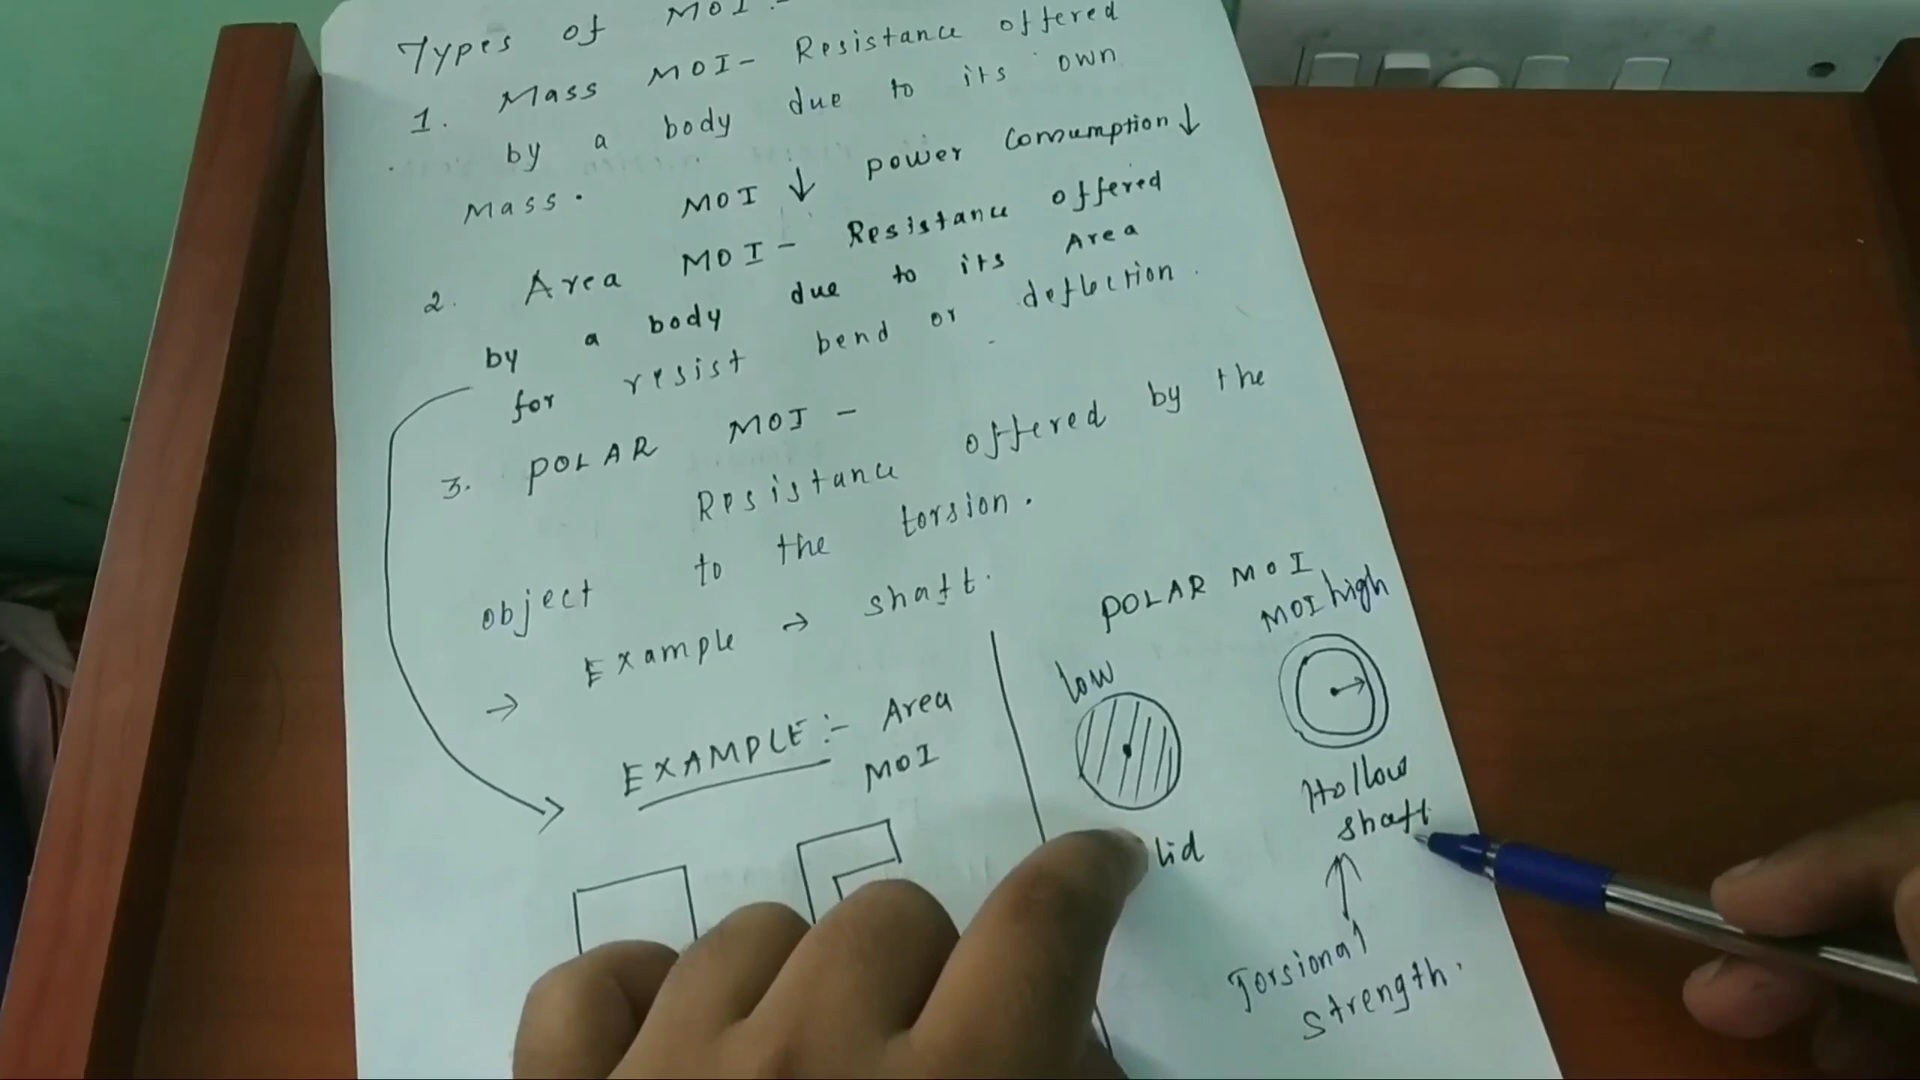 Types of MOI :-
1. Mass MOI - Resistance offered
by a body due to its own
Mass. MOI ↓ power Consumption ↓
2. Area MOI - Resistance offered
by a body due to its Area
for resist bend or deflection.
3. POLAR MOI -
Resistance offered by the
object to the torsion.
→ Example → shaft.
EXAMPLE :- Area
MOI
POLAR MOI
MOI high
low
Hollow
shaft
lid
Torsional
strength.